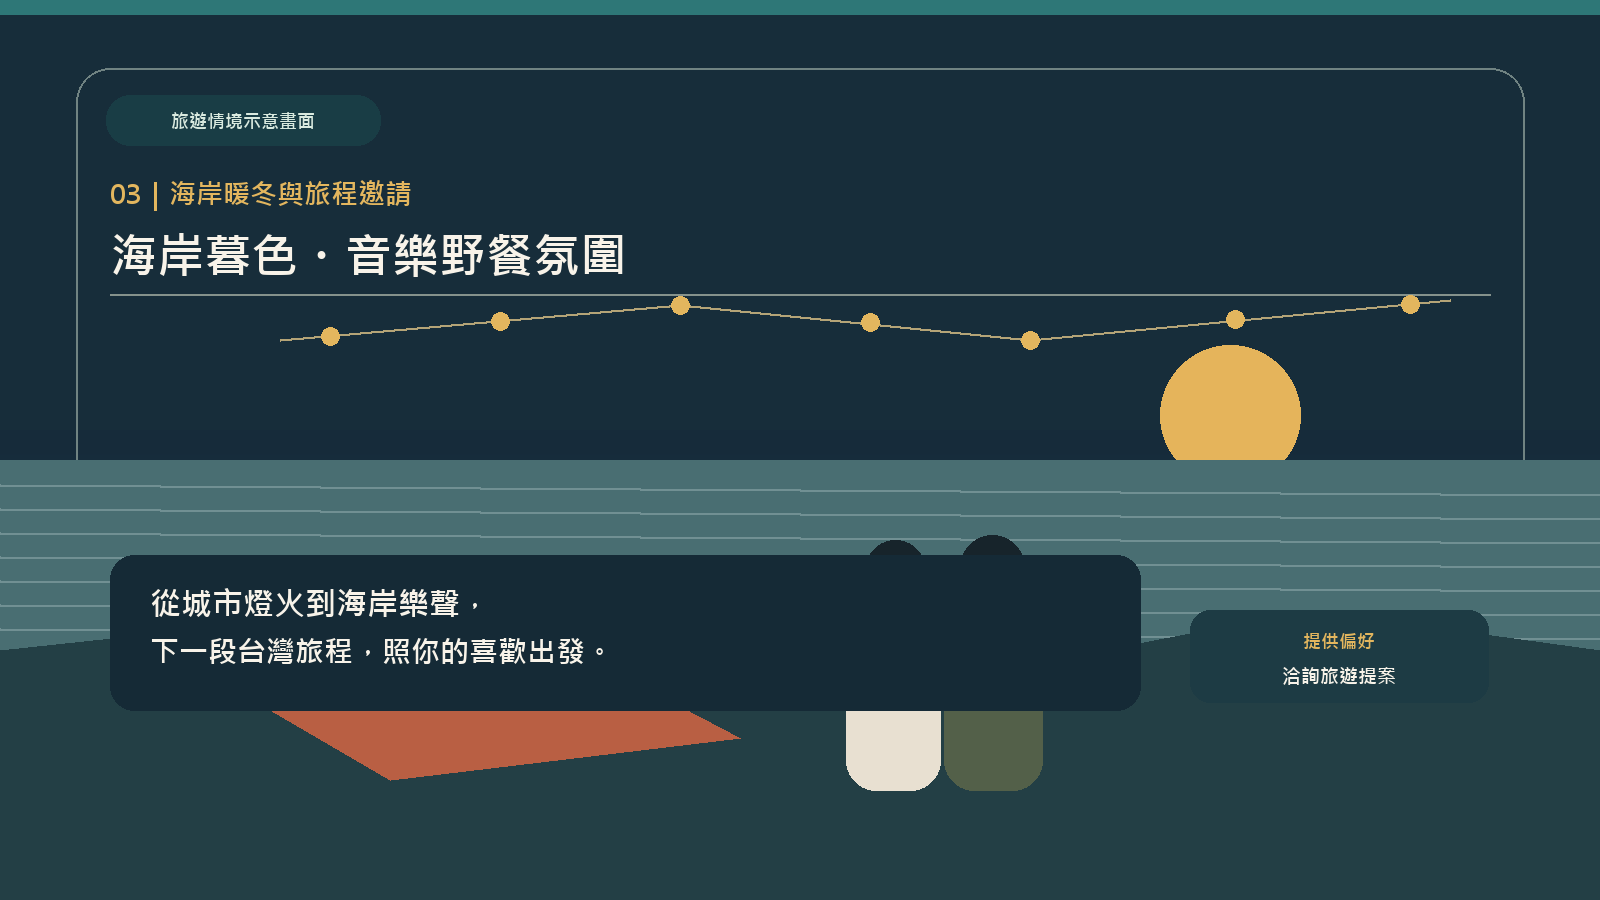 旅遊情境示意畫面
03｜海岸暖冬與旅程邀請
海岸暮色・音樂野餐氛圍
從城市燈火到海岸樂聲，
下一段台灣旅程，照你的喜歡出發。
提供偏好
洽詢旅遊提案